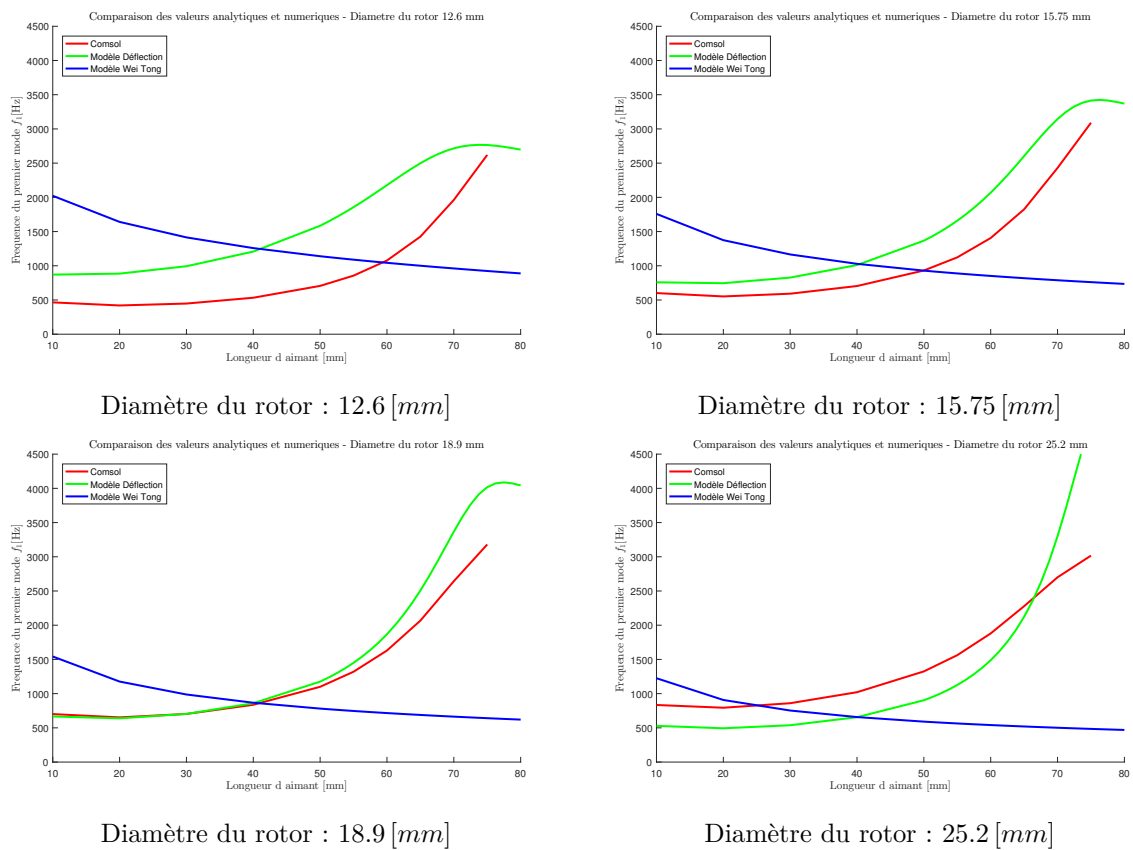 Comparaison des valeurs analytiques et numeriques - Diametre du rotor 12.6 mm
Comsol
Modèle Déflection
Modèle Wei Tong
Frequence du premier mode f₁[Hz]
4500
4000
3500
3000
2500
2000
1500
1000
500
0
10 20 30 40 50 60 70 80
Longueur d aimant [mm]
Diamètre du rotor : 12.6 [mm]
Comparaison des valeurs analytiques et numeriques - Diametre du rotor 15.75 mm
Comsol
Modèle Déflection
Modèle Wei Tong
Frequence du premier mode f₁[Hz]
4500
4000
3500
3000
2500
2000
1500
1000
500
0
10 20 30 40 50 60 70 80
Longueur d aimant [mm]
Diamètre du rotor : 15.75 [mm]
Comparaison des valeurs analytiques et numeriques - Diametre du rotor 18.9 mm
Comsol
Modèle Déflection
Modèle Wei Tong
Frequence du premier mode f₁[Hz]
4500
4000
3500
3000
2500
2000
1500
1000
500
0
10 20 30 40 50 60 70 80
Longueur d aimant [mm]
Diamètre du rotor : 18.9 [mm]
Comparaison des valeurs analytiques et numeriques - Diametre du rotor 25.2 mm
Comsol
Modèle Déflection
Modèle Wei Tong
Frequence du premier mode f₁[Hz]
4500
4000
3500
3000
2500
2000
1500
1000
500
0
10 20 30 40 50 60 70 80
Longueur d aimant [mm]
Diamètre du rotor : 25.2 [mm]